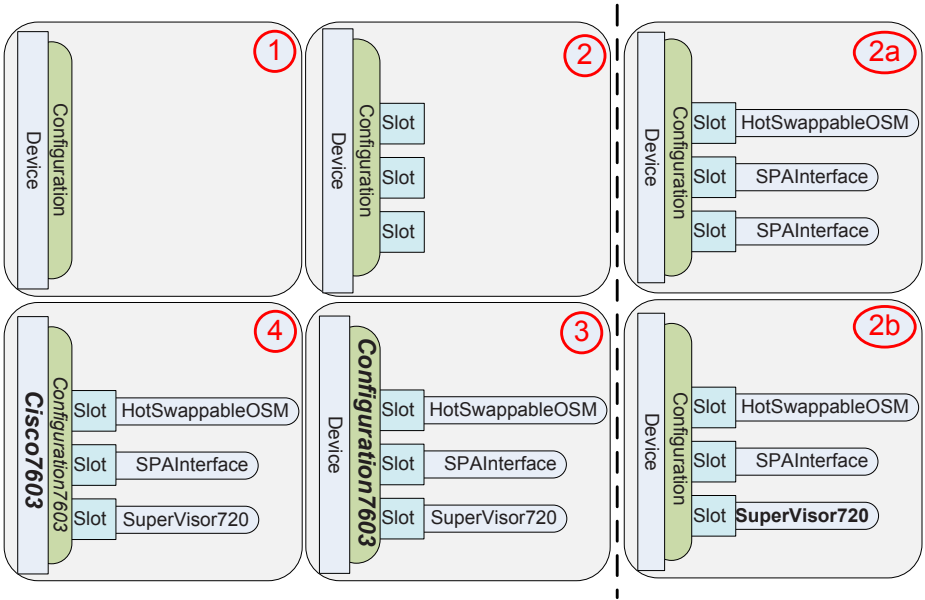 1
Device
Configuration
2
Device
Configuration
Slot
Slot
Slot
2a
Device
Configuration
Slot HotSwappableOSM
Slot SPAInterface
Slot SPAInterface
4
Cisco7603
Configuration7603
Slot HotSwappableOSM
Slot SPAInterface
Slot SuperVisor720
3
Device
Configuration7603
Slot HotSwappableOSM
Slot SPAInterface
Slot SuperVisor720
2b
Device
Configuration
Slot HotSwappableOSM
Slot SPAInterface
Slot SuperVisor720